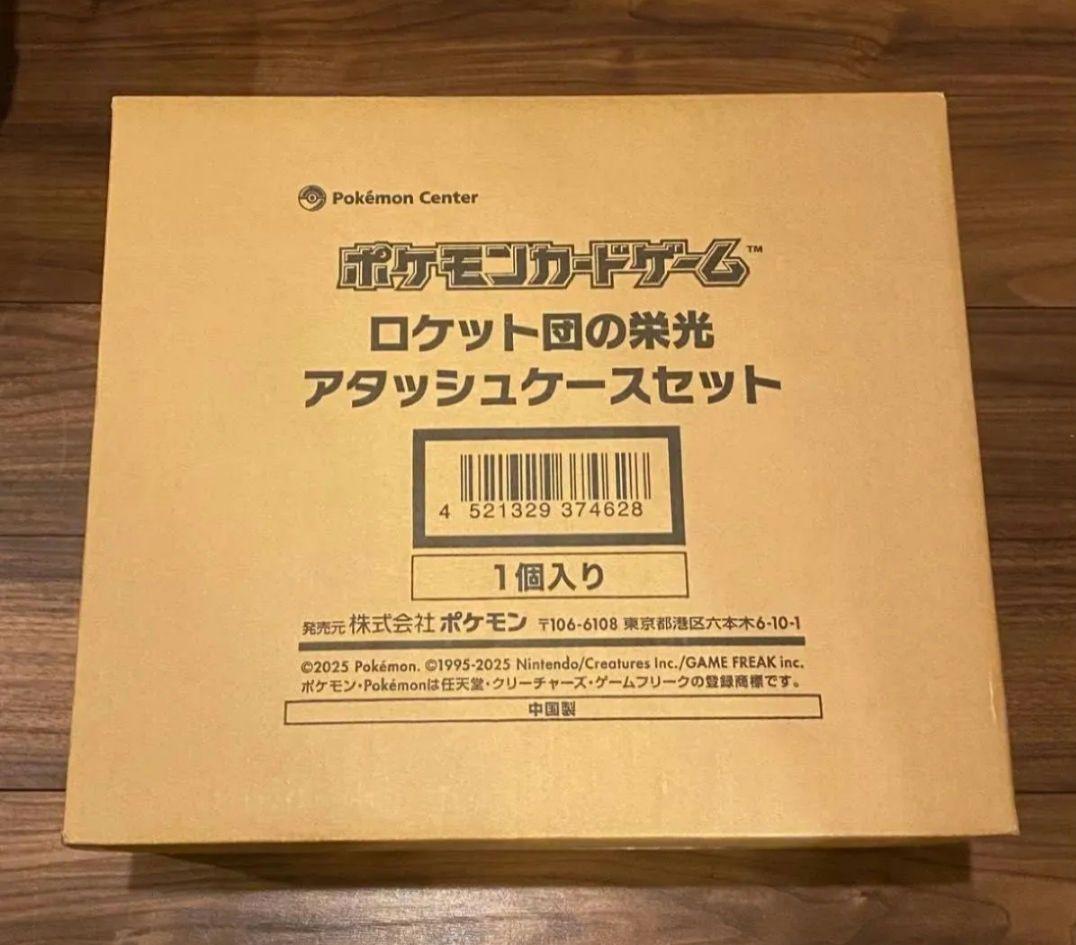 Pokémon Center
ポケモンカードゲーム™
ロケット団の栄光
アタッシュケースセット
4 521329 374628
1個入り
発売元 株式会社 ポケモン 〒106-6108 東京都港区六本木6-10-1
©2025 Pokémon. ©1995-2025 Nintendo/Creatures Inc./GAME FREAK inc.
ポケモン・Pokémonは任天堂・クリーチャーズ・ゲームフリークの登録商標です。
中国製